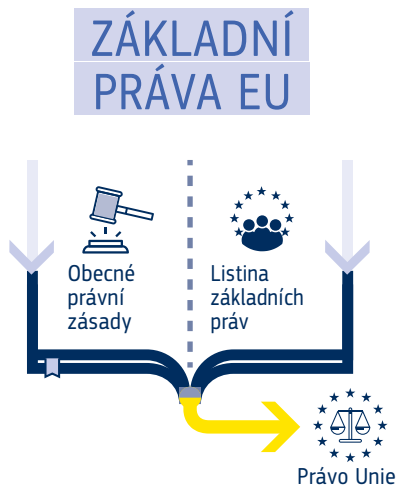 ZÁKLADNÍ
PRÁVA EU
Obecné
právní
zásady
Listina
základních
práv
Právo Unie